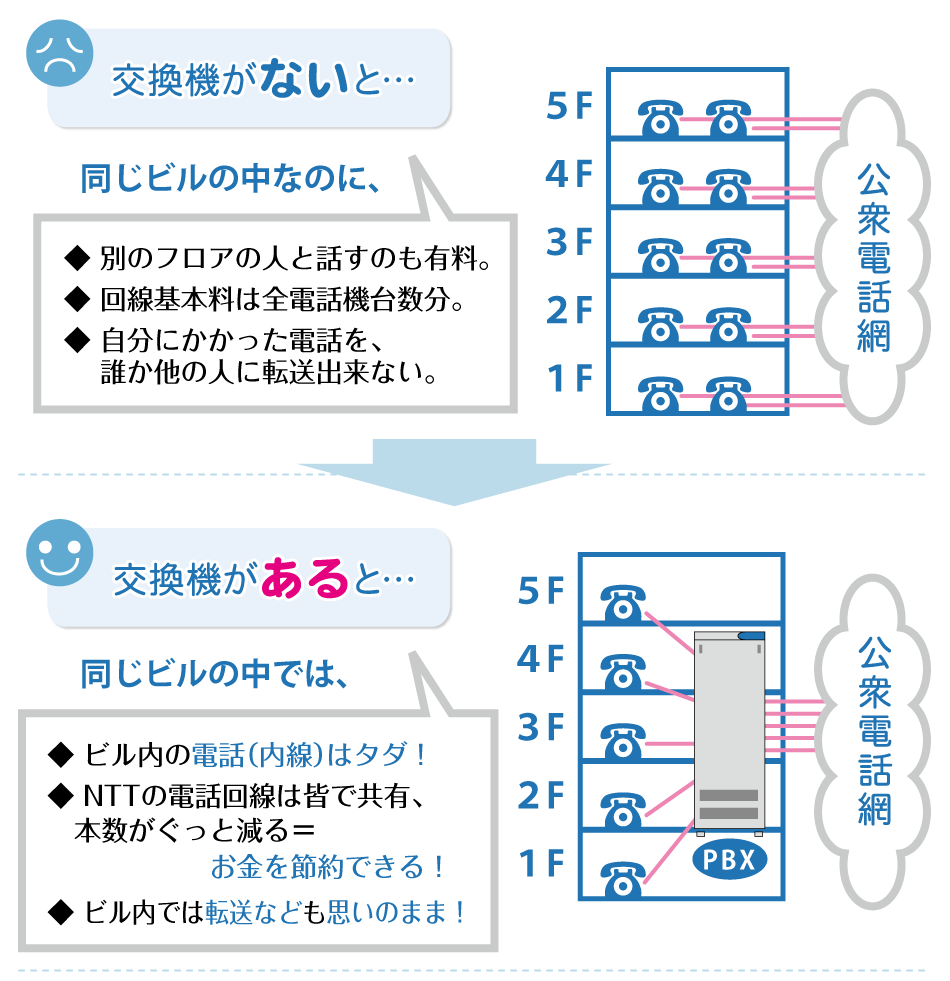 交換機がないと…
同じビルの中なのに、
◆ 別のフロアの人と話すのも有料。
◆ 回線基本料は全電話機台数分。
◆ 自分にかかった電話を、
誰か他の人に転送出来ない。
5F
4F
3F
2F
1F
公衆電話網
交換機があると…
同じビルの中では、
◆ ビル内の電話(内線)はタダ!
◆ NTTの電話回線は皆で共有、
本数がぐっと減る=
お金を節約できる!
◆ ビル内では転送なども思いのまま!
5F
4F
3F
2F
1F
PBX
公衆電話網